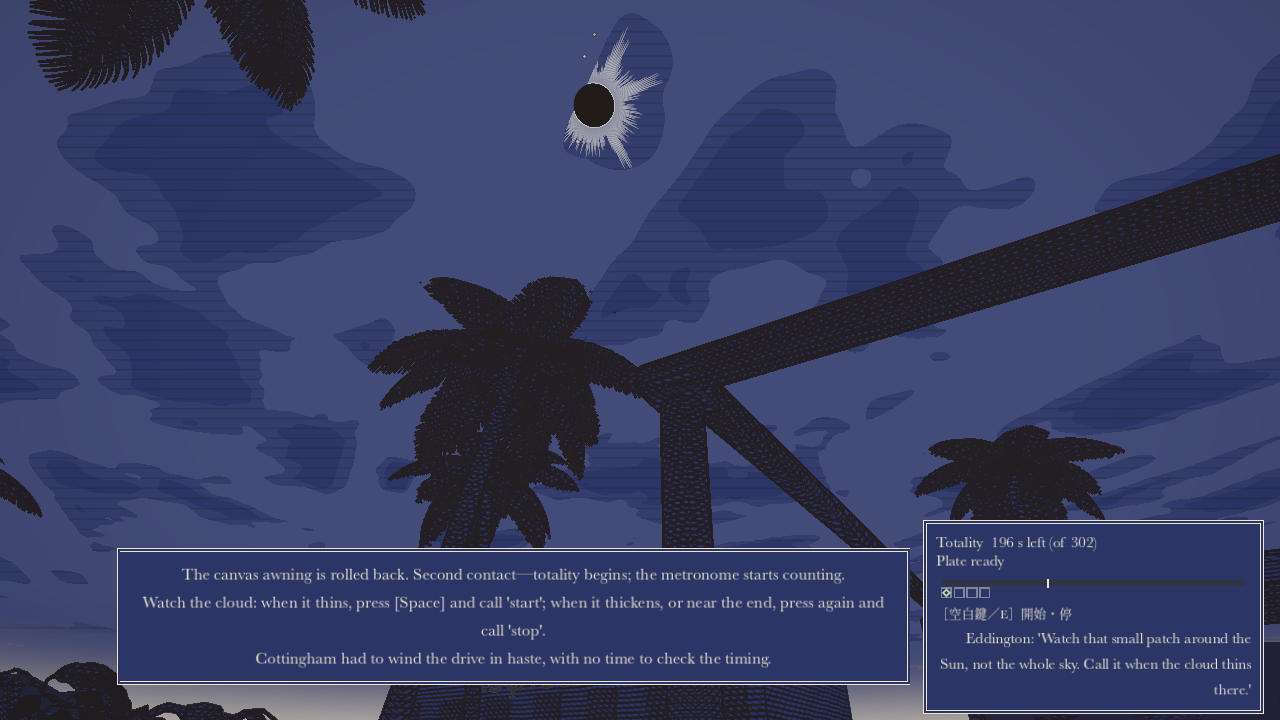 The canvas awning is rolled back. Second contact—totality begins; the metronome starts counting.
Watch the cloud: when it thins, press [Space] and call 'start'; when it thickens, or near the end, press again and
call 'stop'.
Cottingham had to wind the drive in haste, with no time to check the timing.
Totality 196 s left (of 302)
Plate ready
［空白鍵／E］開始・停
Eddington: 'Watch that small patch around the
Sun, not the whole sky. Call it when the cloud thins
there.'